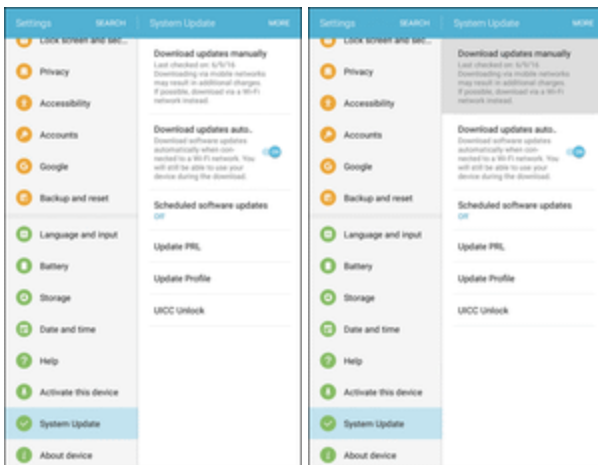 Settings
SEARCH
System Update
MORE
Lock screen and sec...
Privacy
Accessibility
Accounts
Google
Backup and reset
Language and input
Battery
Storage
Date and time
Help
Activate this device
System Update
About device
Download updates manually
Last checked on: 6/9/16
Downloading via mobile networks
may result in additional charges.
If possible, download via a Wi-Fi
network instead.
Download updates auto..
Download software updates
automatically when con-
nected to a Wi-Fi network. You
will still be able to use your
device during the download.
ON
Scheduled software updates
Off
Update PRL
Update Profile
UICC Unlock
Settings
SEARCH
System Update
MORE
Lock screen and sec...
Privacy
Accessibility
Accounts
Google
Backup and reset
Language and input
Battery
Storage
Date and time
Help
Activate this device
System Update
About device
Download updates manually
Last checked on: 6/9/16
Downloading via mobile networks
may result in additional charges.
If possible, download via a Wi-Fi
network instead.
Download updates auto..
Download software updates
automatically when con-
nected to a Wi-Fi network. You
will still be able to use your
device during the download.
ON
Scheduled software updates
Off
Update PRL
Update Profile
UICC Unlock